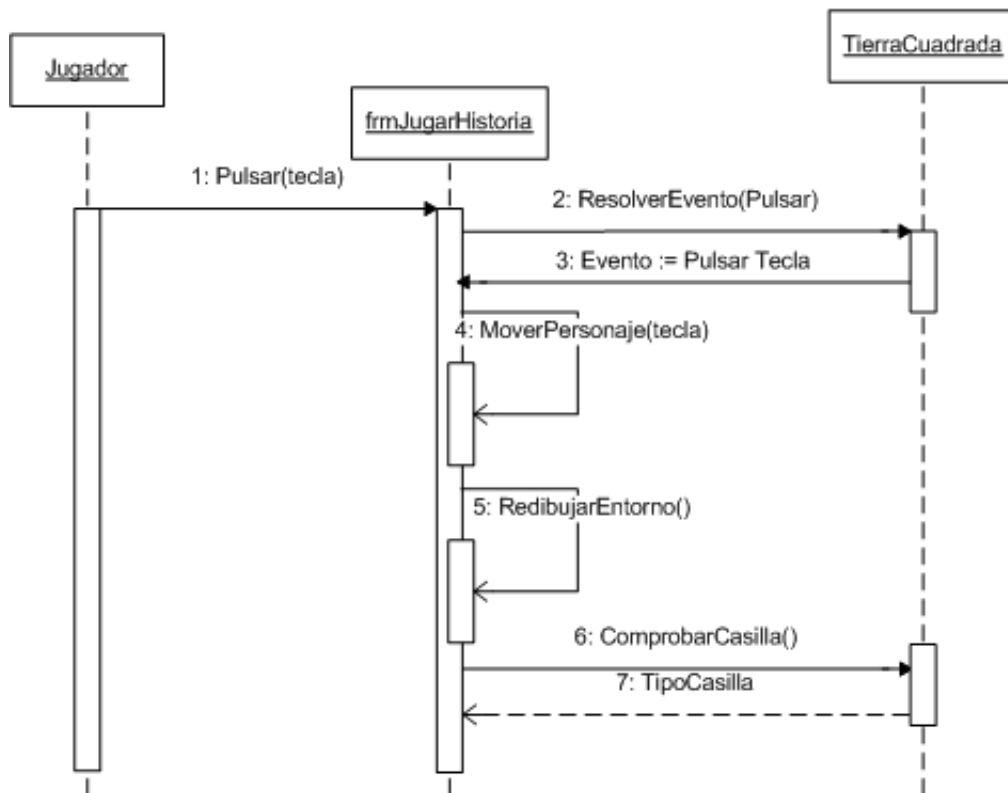 Jugador
frmJugarHistoria
TierraCuadrada
1: Pulsar(tecla)
2: ResolverEvento(Pulsar)
3: Evento := Pulsar Tecla
4: MoverPersonaje(tecla)
5: RedibujarEntorno()
6: ComprobarCasilla()
7: TipoCasilla